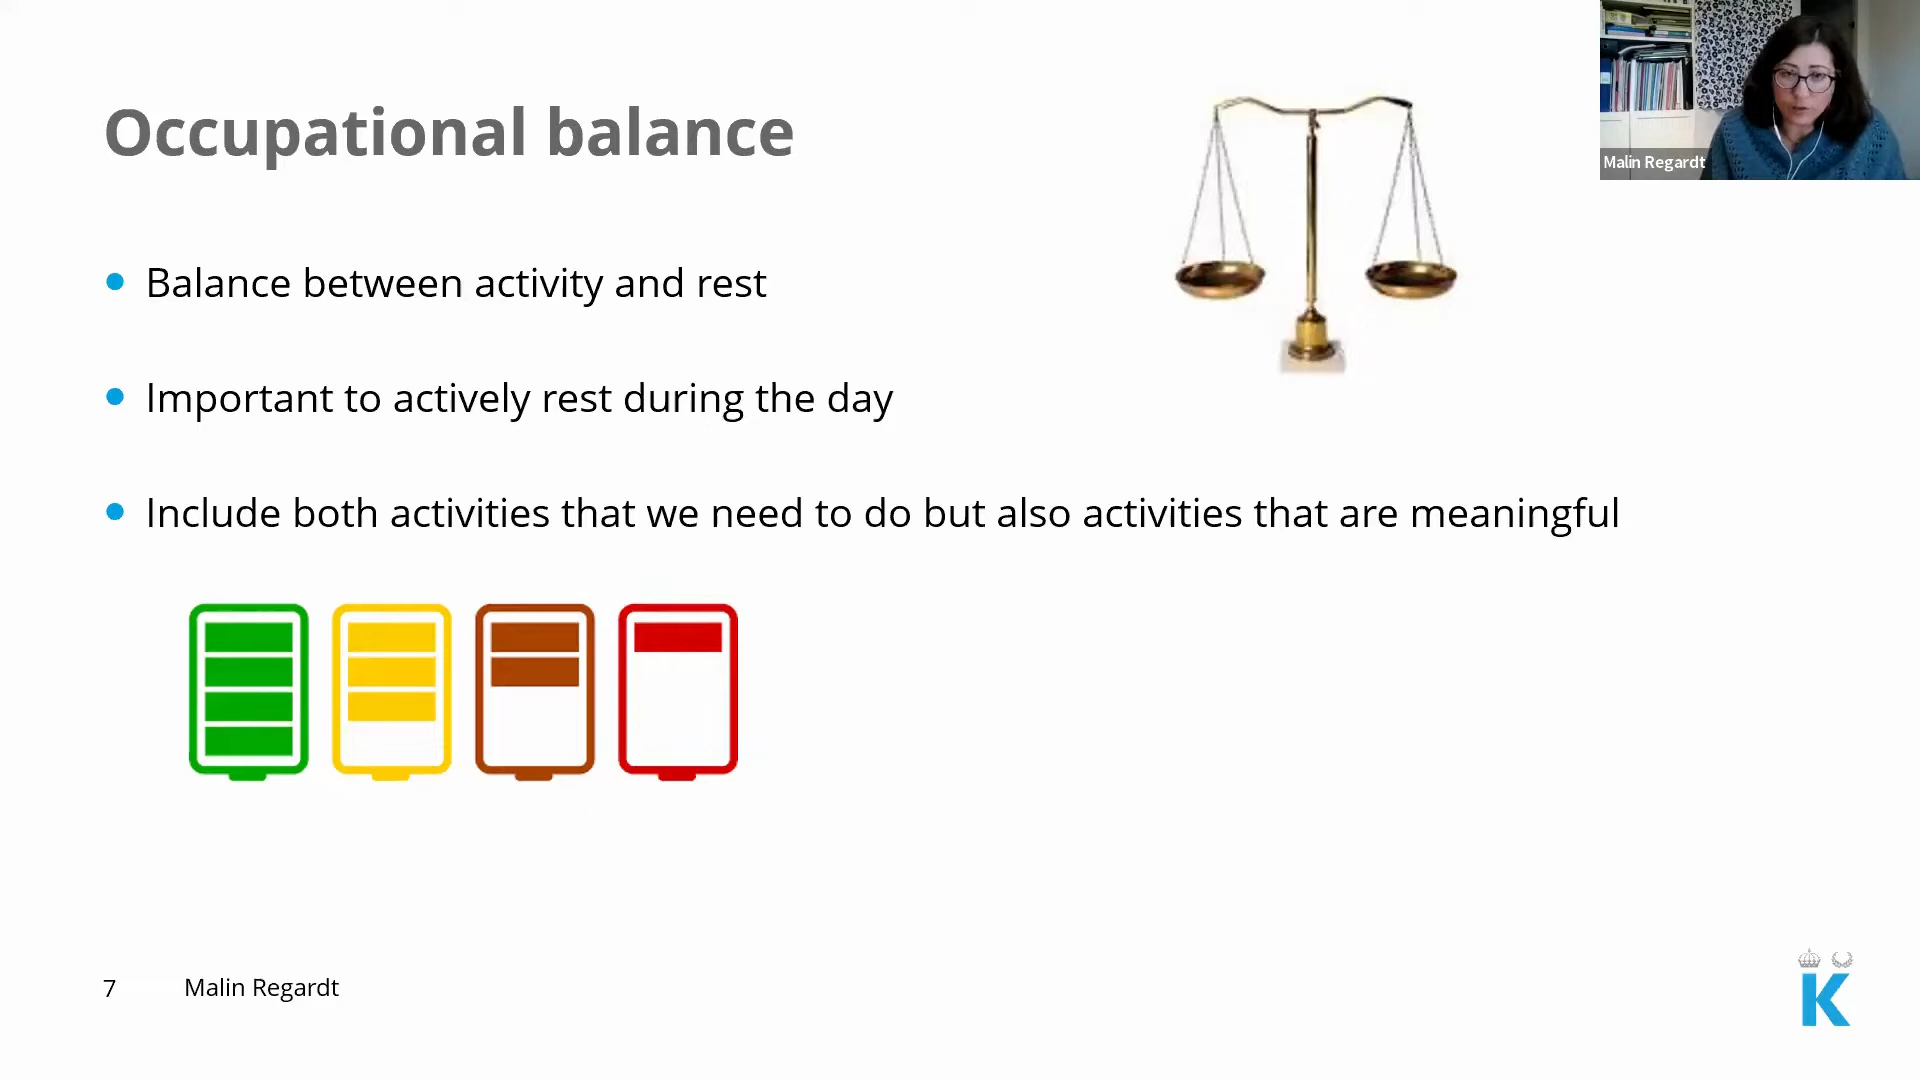 Occupational balance
Malin Regardt
Balance between activity and rest
Important to actively rest during the day
Include both activities that we need to do but also activities that are meaningful
7 Malin Regardt
K